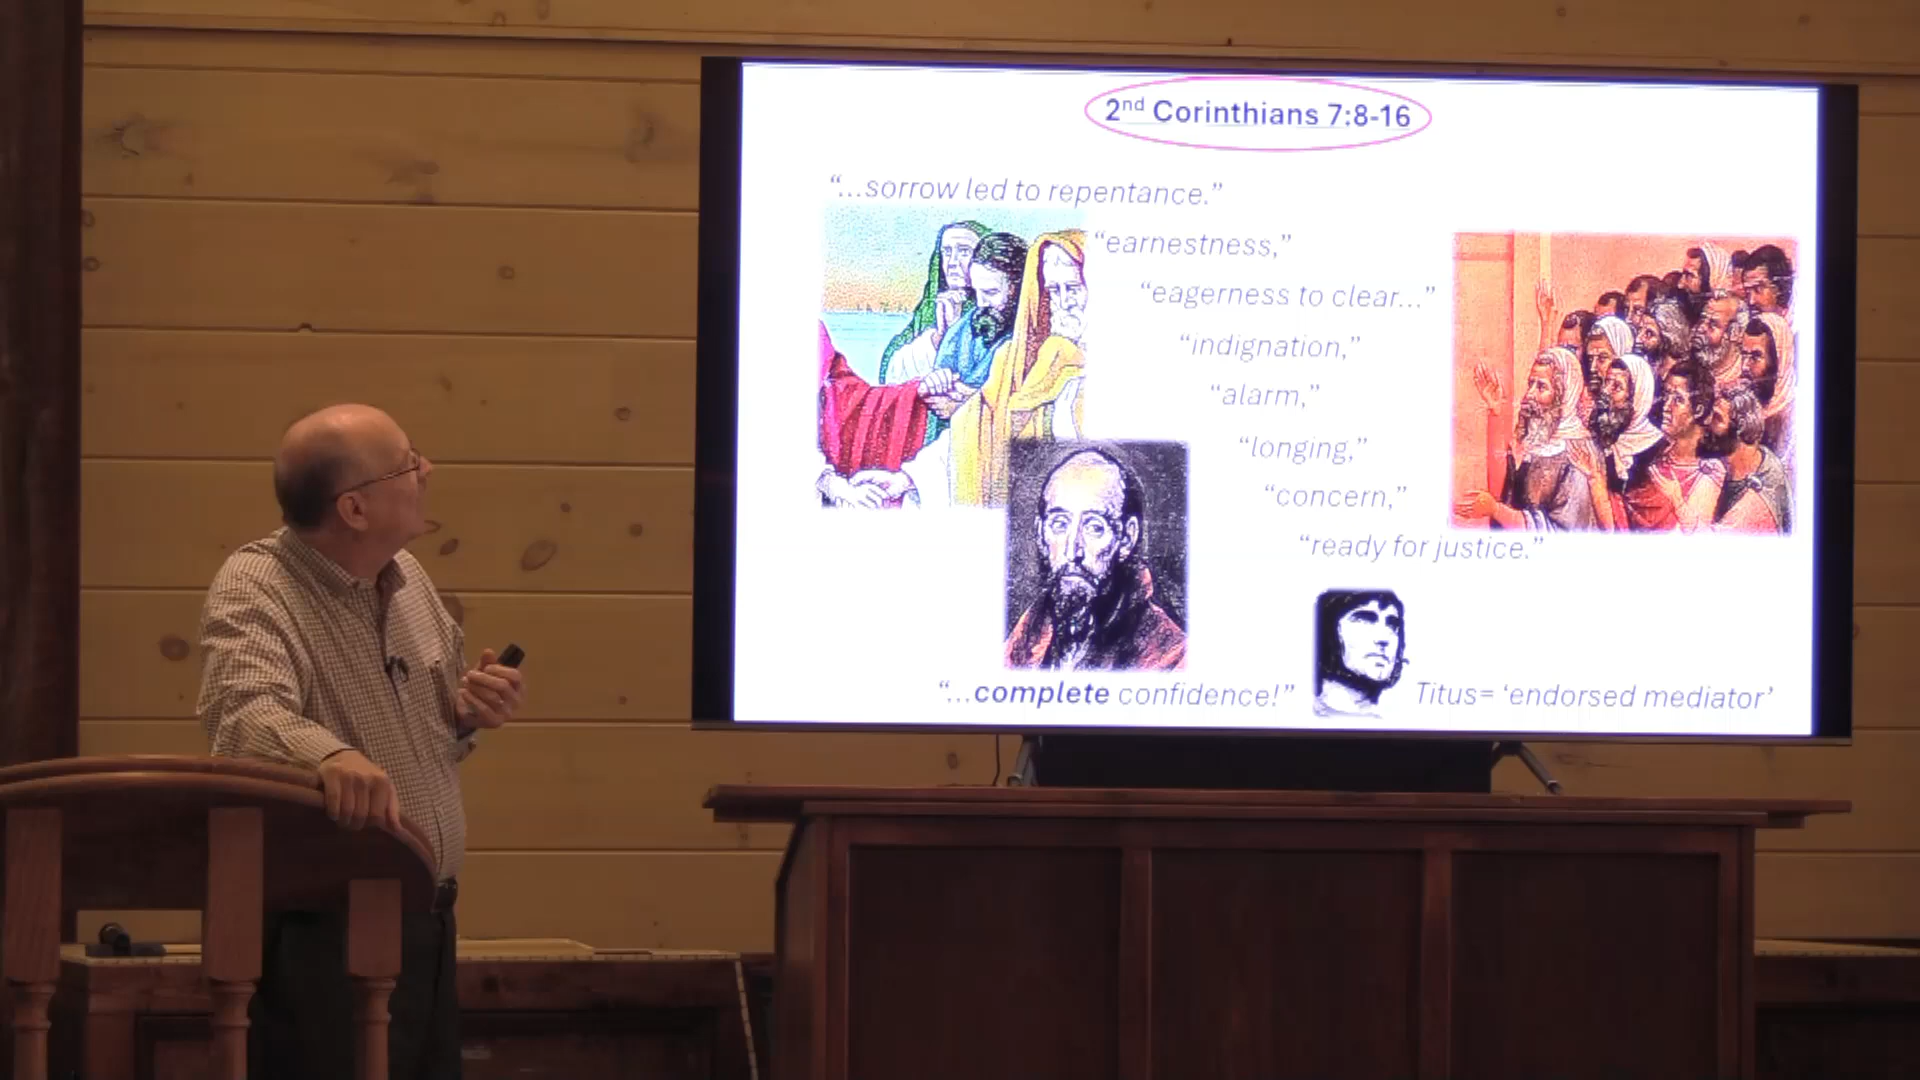 2nd Corinthians 7:8-16
“...sorrow led to repentance.”
“earnestness,”
“eagerness to clear...”
“indignation,”
“alarm,”
“longing,”
“concern,”
“ready for justice.”
“...complete confidence!”
Titus= ‘endorsed mediator’